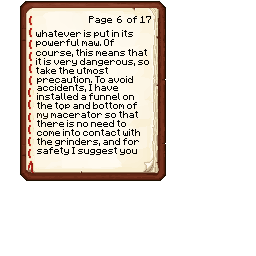 Page 6 of 17
whatever is put in its
powerful maw. Of
course, this means that
it is very dangerous, so
take the utmost
precaution. To avoid
accidents, I have
installed a funnel on
the top and bottom of
my macerator so that
there is no need to
come into contact with
the grinders, and for
safety I suggest you